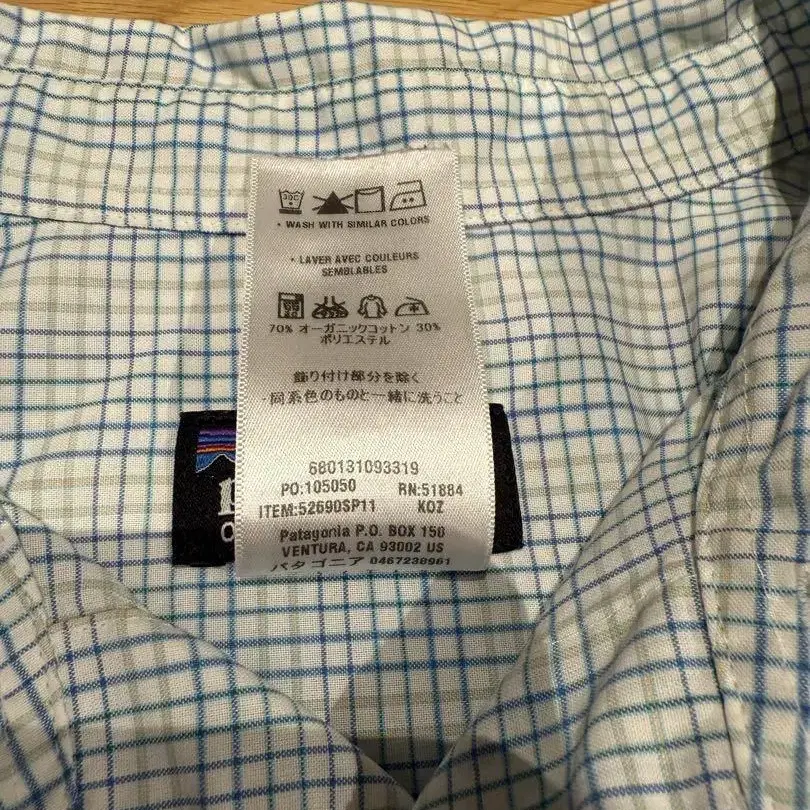 30C
• WASH WITH SIMILAR COLORS
• LAVER AVEC COULEURS
SEMBLABLES
70% オーガニックコットン 30%
ポリエステル
飾り付け部分を除く
・同系色のものと一緒に洗うこと
680131093319
PO:105050 RN:51884
ITEM:52690SP11 KOZ
Patagonia P.O. BOX 150
VENTURA, CA 93002 US
パタゴニア 0467238961